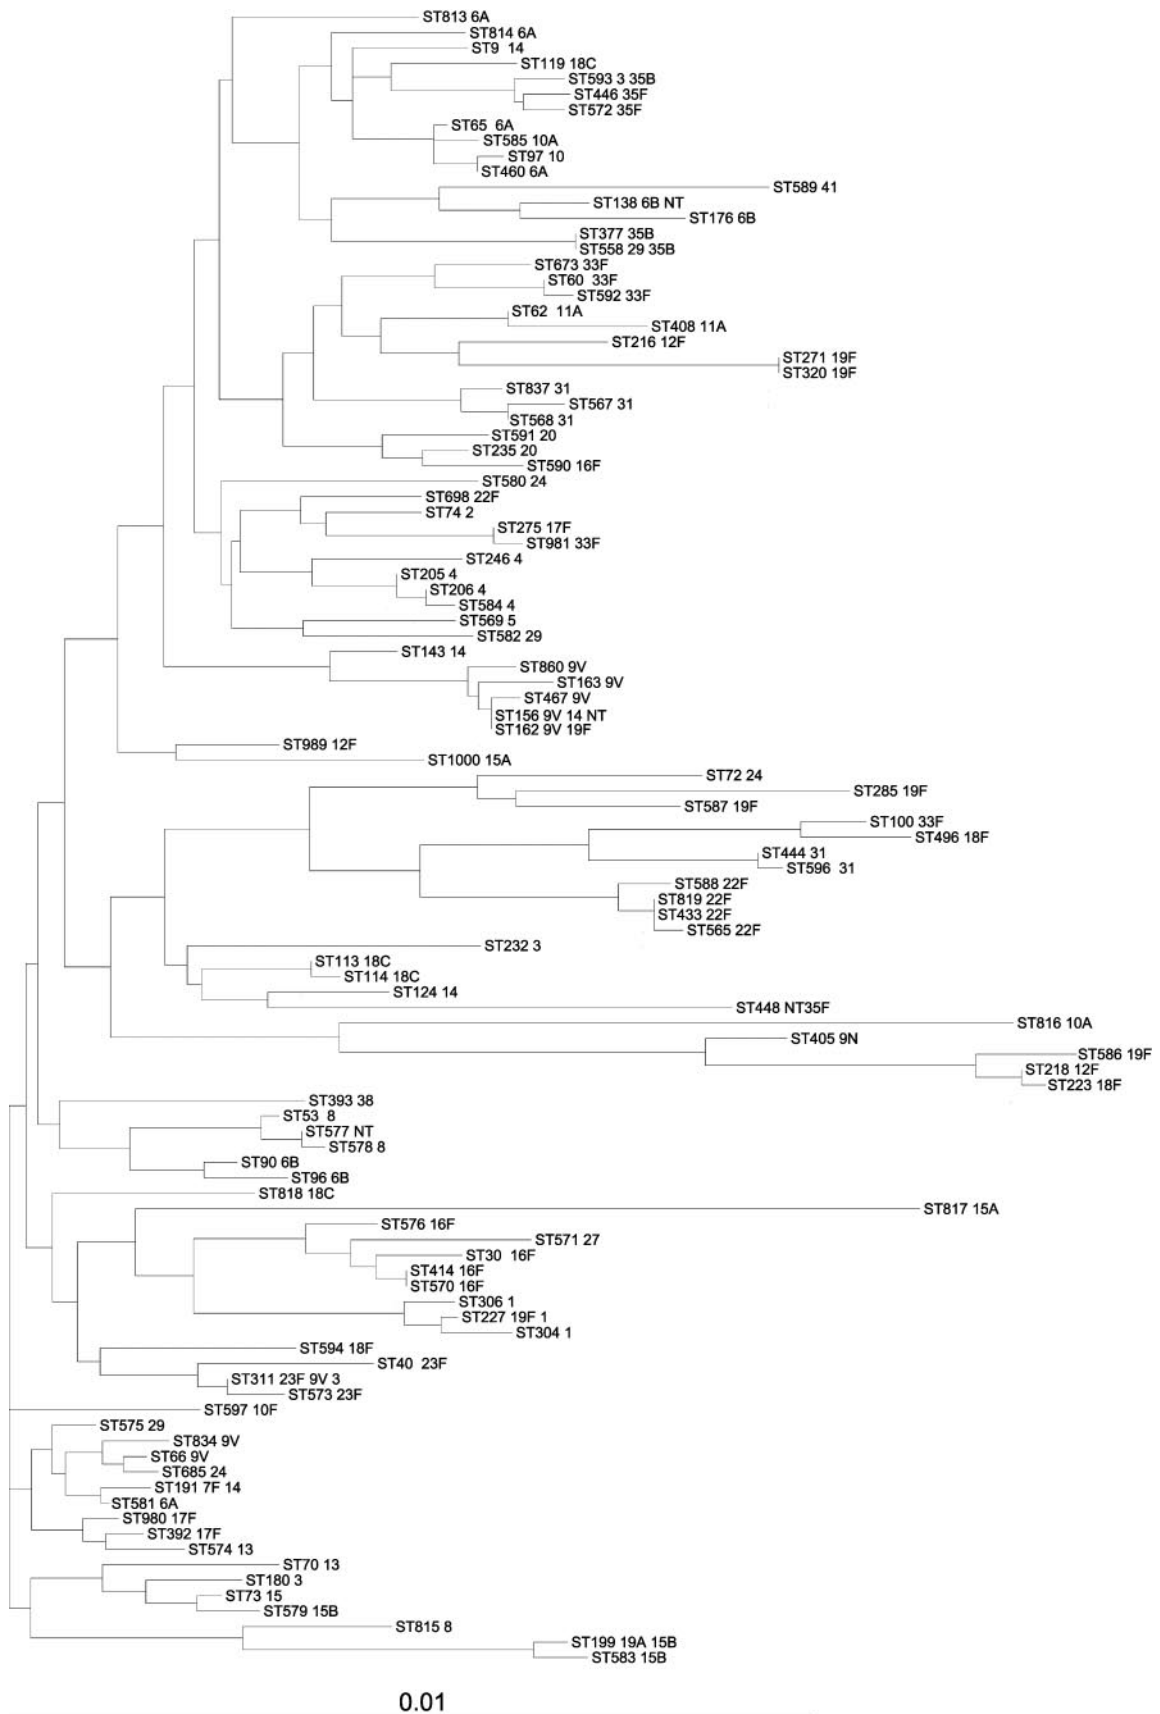 ST813 6A
ST814 6A
ST9 14
ST119 18C
ST593 3 35B
ST446 35F
ST572 35F
ST65 6A
ST585 10A
ST97 10
ST460 6A
ST589 41
ST138 6B NT
ST176 6B
ST377 35B
ST558 29 35B
ST673 33F
ST60 33F
ST592 33F
ST62 11A
ST408 11A
ST216 12F
ST271 19F
ST320 19F
ST837 31
ST567 31
ST568 31
ST591 20
ST235 20
ST590 16F
ST580 24
ST698 22F
ST74 2
ST275 17F
ST981 33F
ST246 4
ST205 4
ST206 4
ST584 4
ST569 5
ST582 29
ST143 14
ST860 9V
ST163 9V
ST467 9V
ST156 9V 14 NT
ST162 9V 19F
ST989 12F
ST1000 15A
ST72 24
ST285 19F
ST587 19F
ST100 33F
ST496 18F
ST444 31
ST596 31
ST588 22F
ST819 22F
ST433 22F
ST565 22F
ST232 3
ST113 18C
ST114 18C
ST124 14
ST448 NT35F
ST816 10A
ST405 9N
ST586 19F
ST218 12F
ST223 18F
ST393 38
ST53 8
ST577 NT
ST578 8
ST90 6B
ST96 6B
ST818 18C
ST817 15A
ST576 16F
ST571 27
ST30 16F
ST414 16F
ST570 16F
ST306 1
ST227 19F 1
ST304 1
ST594 18F
ST40 23F
ST311 23F 9V 3
ST573 23F
ST597 10F
ST575 29
ST834 9V
ST66 9V
ST685 24
ST191 7F 14
ST581 6A
ST980 17F
ST392 17F
ST574 13
ST70 13
ST180 3
ST73 15
ST579 15B
ST815 8
ST199 19A 15B
ST583 15B
0.01